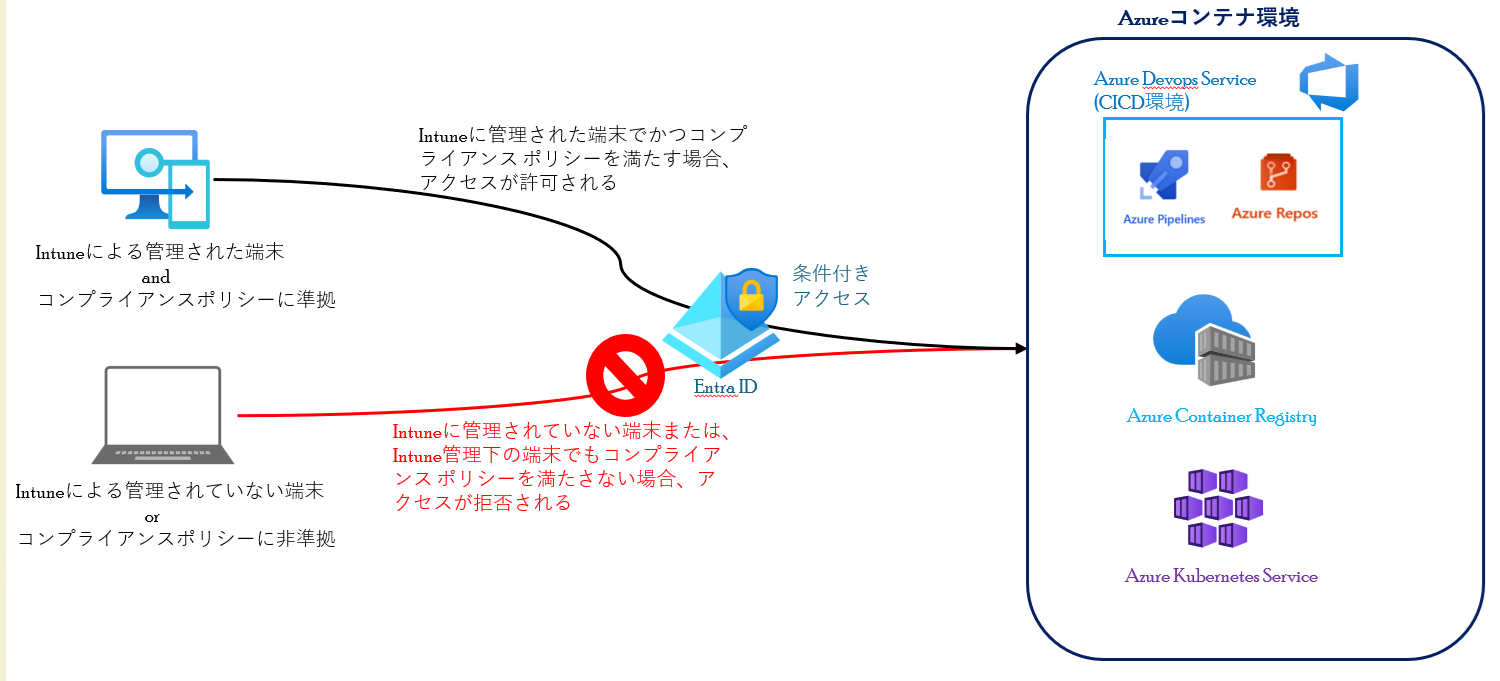 Azureコンテナ環境
Azure Devops Service
(CICD環境)
Azure Pipelines
Azure Repos
Azure Container Registry
Azure Kubernetes Service
Intuneに管理された端末でかつコンプ
ライアンス ポリシーを満たす場合、
アクセスが許可される
Intuneによる管理された端末
and
コンプライアンスポリシーに準拠
条件付き
アクセス
Entra ID
Intuneに管理されていない端末または、
Intune管理下の端末でもコンプライア
ンス ポリシーを満たさない場合、ア
クセスが拒否される
Intuneによる管理されていない端末
or
コンプライアンスポリシーに非準拠